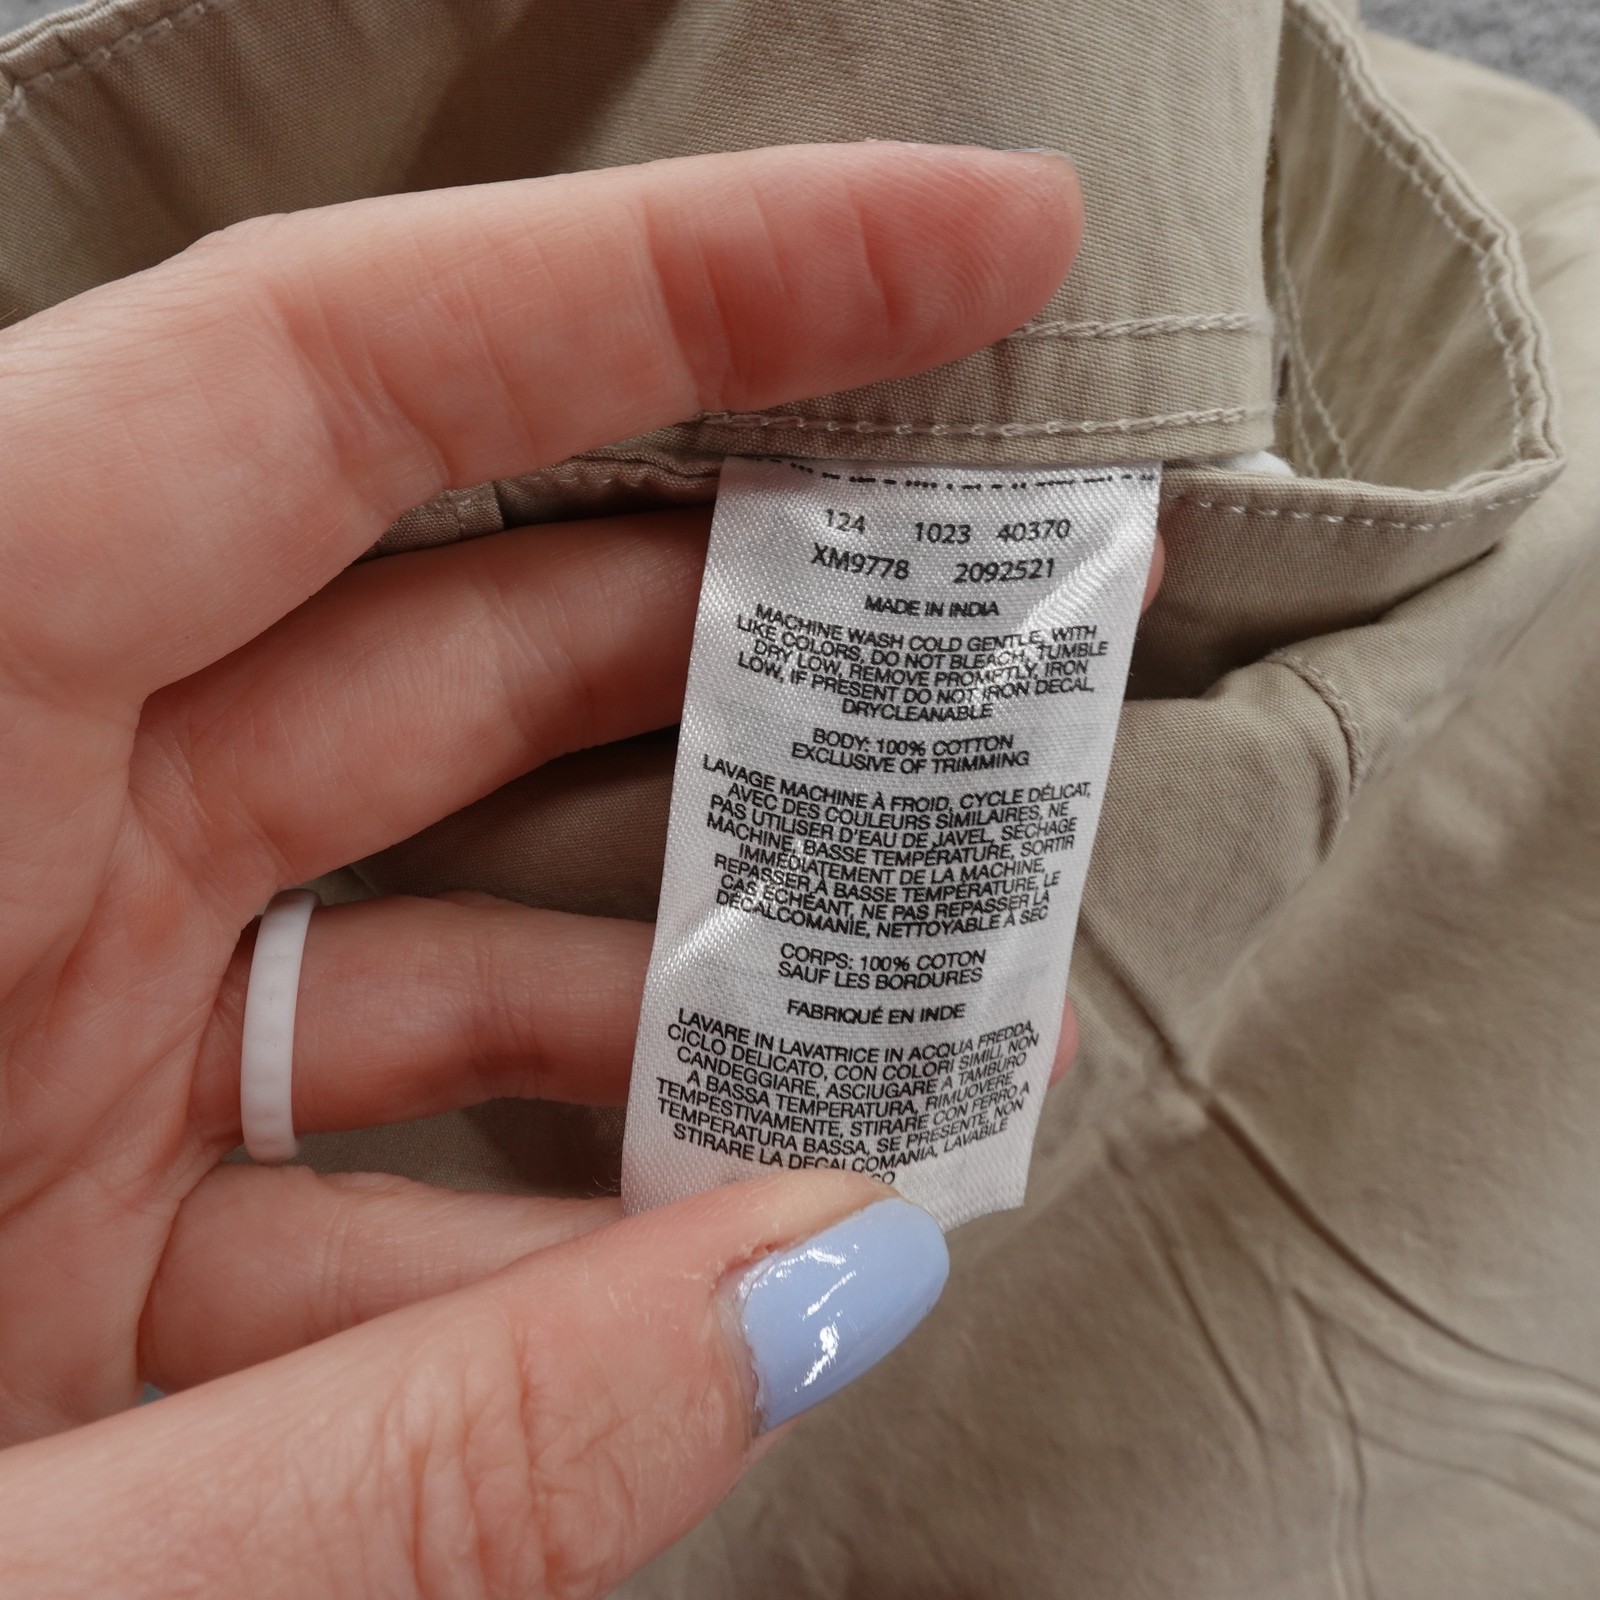 124 1023 40370
XM9778 2092521
MADE IN INDIA
MACHINE WASH COLD GENTLE, WITH
LIKE COLORS, DO NOT BLEACH, TUMBLE
DRY LOW, REMOVE PROMPTLY, IRON
LOW, IF PRESENT DO NOT IRON DECAL,
DRYCLEANABLE
BODY: 100% COTTON
EXCLUSIVE OF TRIMMING
LAVAGE MACHINE À FROID, CYCLE DÉLICAT,
AVEC DES COULEURS SIMILAIRES, NE
PAS UTILISER D'EAU DE JAVEL, SÉCHAGE
MACHINE, BASSE TEMPÉRATURE, SORTIR
IMMÉDIATEMENT DE LA MACHINE,
REPASSER À BASSE TEMPÉRATURE, LE
CAS ÉCHÉANT, NE PAS REPASSER LA
DÉCALCOMANIE, NETTOYABLE À SEC
CORPS: 100% COTON
SAUF LES BORDURES
FABRIQUÉ EN INDE
LAVARE IN LAVATRICE IN ACQUA FREDDA,
CICLO DELICATO, CON COLORI SIMILI, NON
CANDEGGIARE, ASCIUGARE A TAMBURO
A BASSA TEMPERATURA, RIMUOVERE
TEMPESTIVAMENTE, STIRARE CON FERRO A
TEMPERATURA BASSA, SE PRESENTE, NON
STIRARE LA DECALCOMANIA, LAVABILE